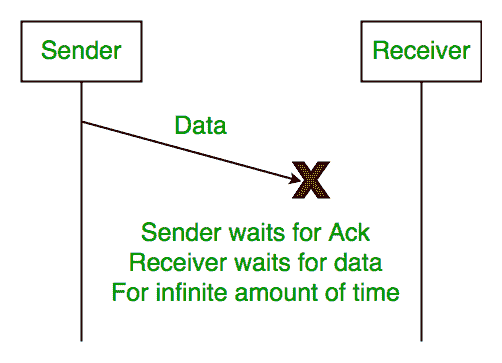 Sender
Receiver
Data
X
Sender waits for Ack
Receiver waits for data
For infinite amount of time